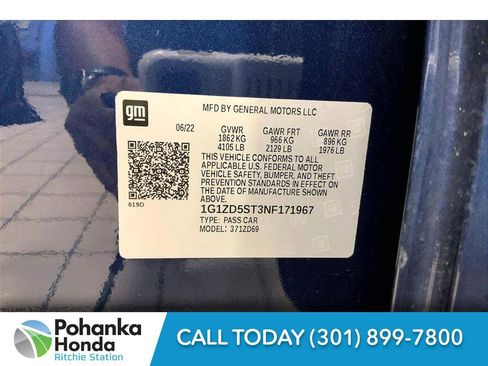 gm
MFD BY GENERAL MOTORS LLC
06/22 GVWR GAWR FRT GAWR RR
1862 KG 966 KG 896 KG
4105 LB 2129 LB 1976 LB
THIS VEHICLE CONFORMS TO ALL
APPLICABLE U.S. FEDERAL MOTOR
VEHICLE SAFETY, BUMPER, AND THEFT
PREVENTION STANDARDS IN EFFECT ON
THE DATE OF MANUFACTURE SHOWN
ABOVE.
619D
1G1ZD5ST3NF171967
TYPE: PASS CAR
MODEL: 371ZD69
Pohanka
Honda
Ritchie Station
CALL TODAY (301) 899-7800